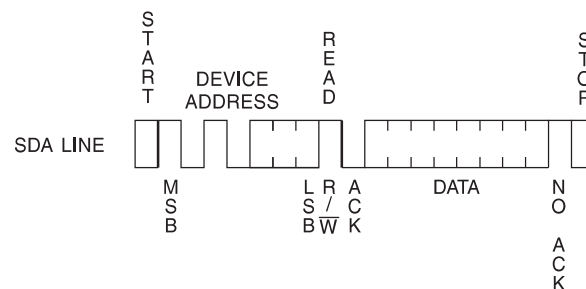 START
DEVICE
ADDRESS
READ
STOP
SDA LINE
MSB
LSB
R/W
ACK
DATA
NO ACK